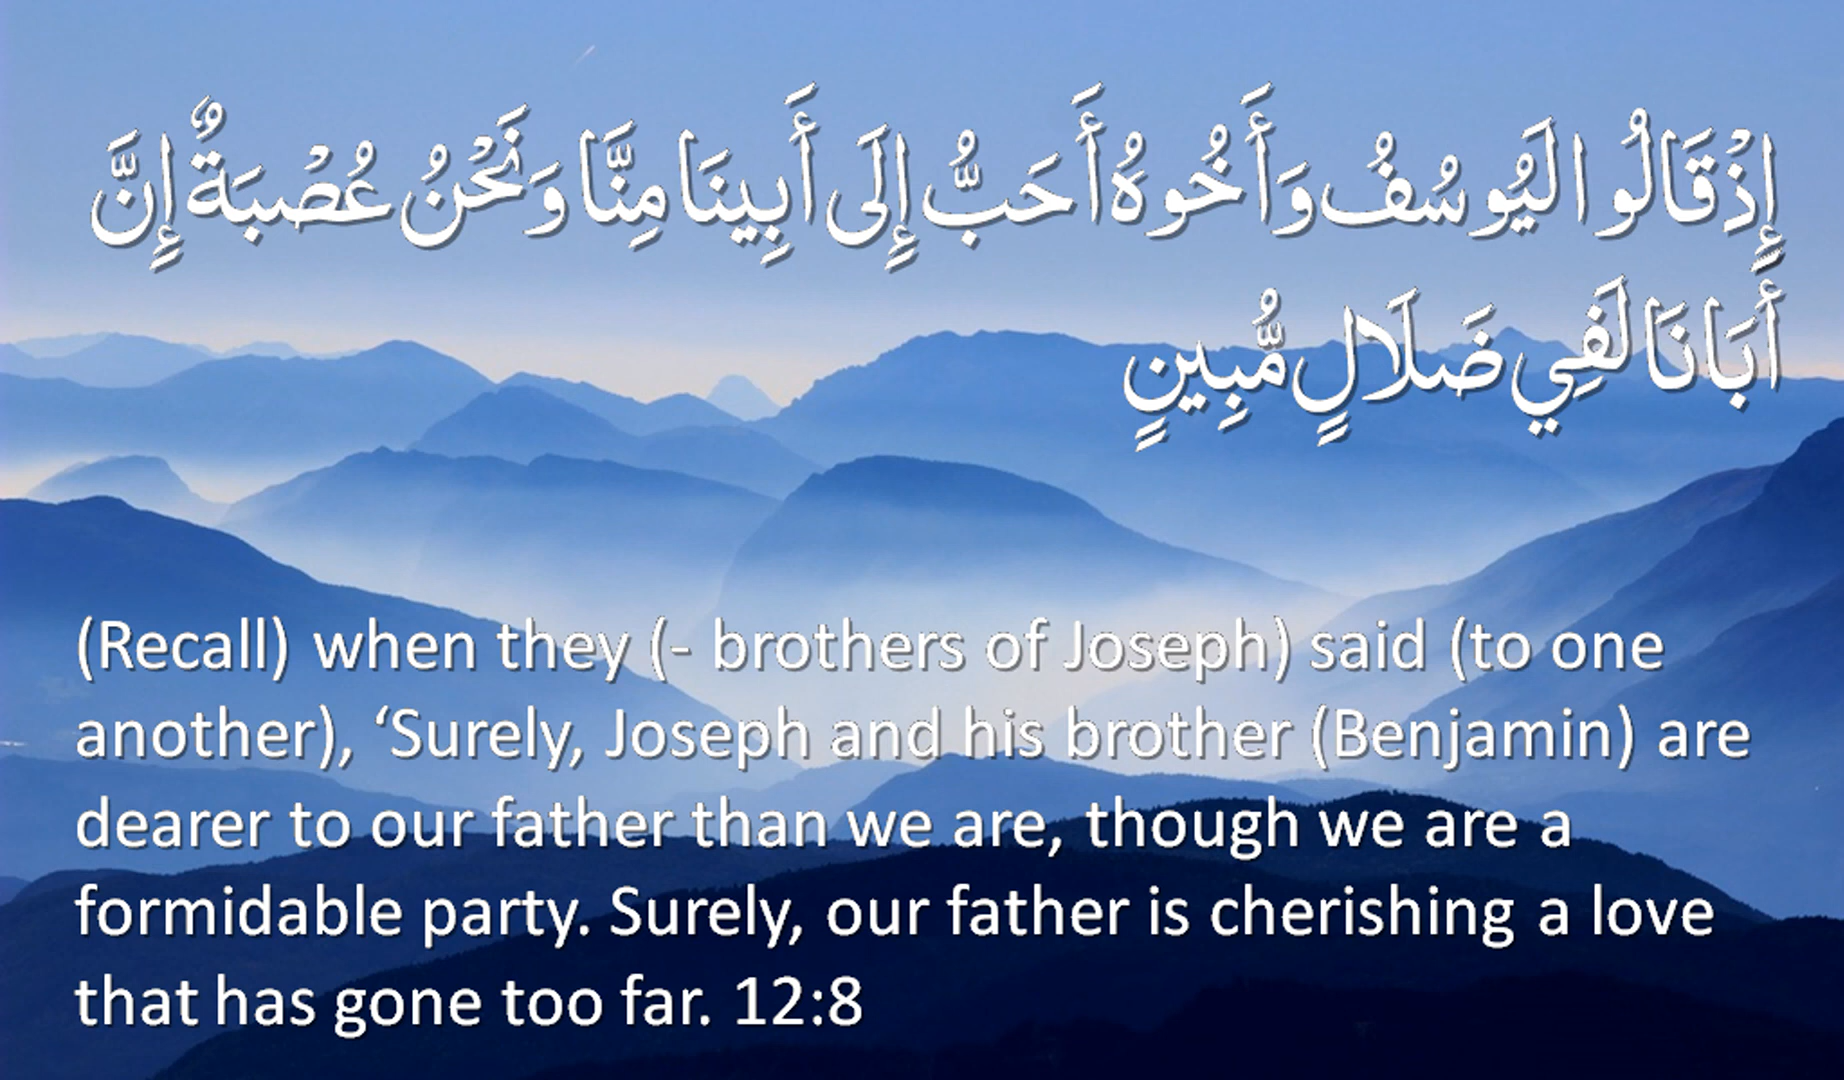 إِذْ قَالُوا لَيُوسُفُ وَأَخُوهُ أَحَبُّ إِلَى أَبِينَا مِنَّا وَنَحْنُ عُصْبَةٌ إِنَّ
أَبَانَا لَفِي ضَلَالٍ مُّبِينٍ
(Recall) when they (- brothers of Joseph) said (to one
another), ‘Surely, Joseph and his brother (Benjamin) are
dearer to our father than we are, though we are a
formidable party. Surely, our father is cherishing a love
that has gone too far. 12:8